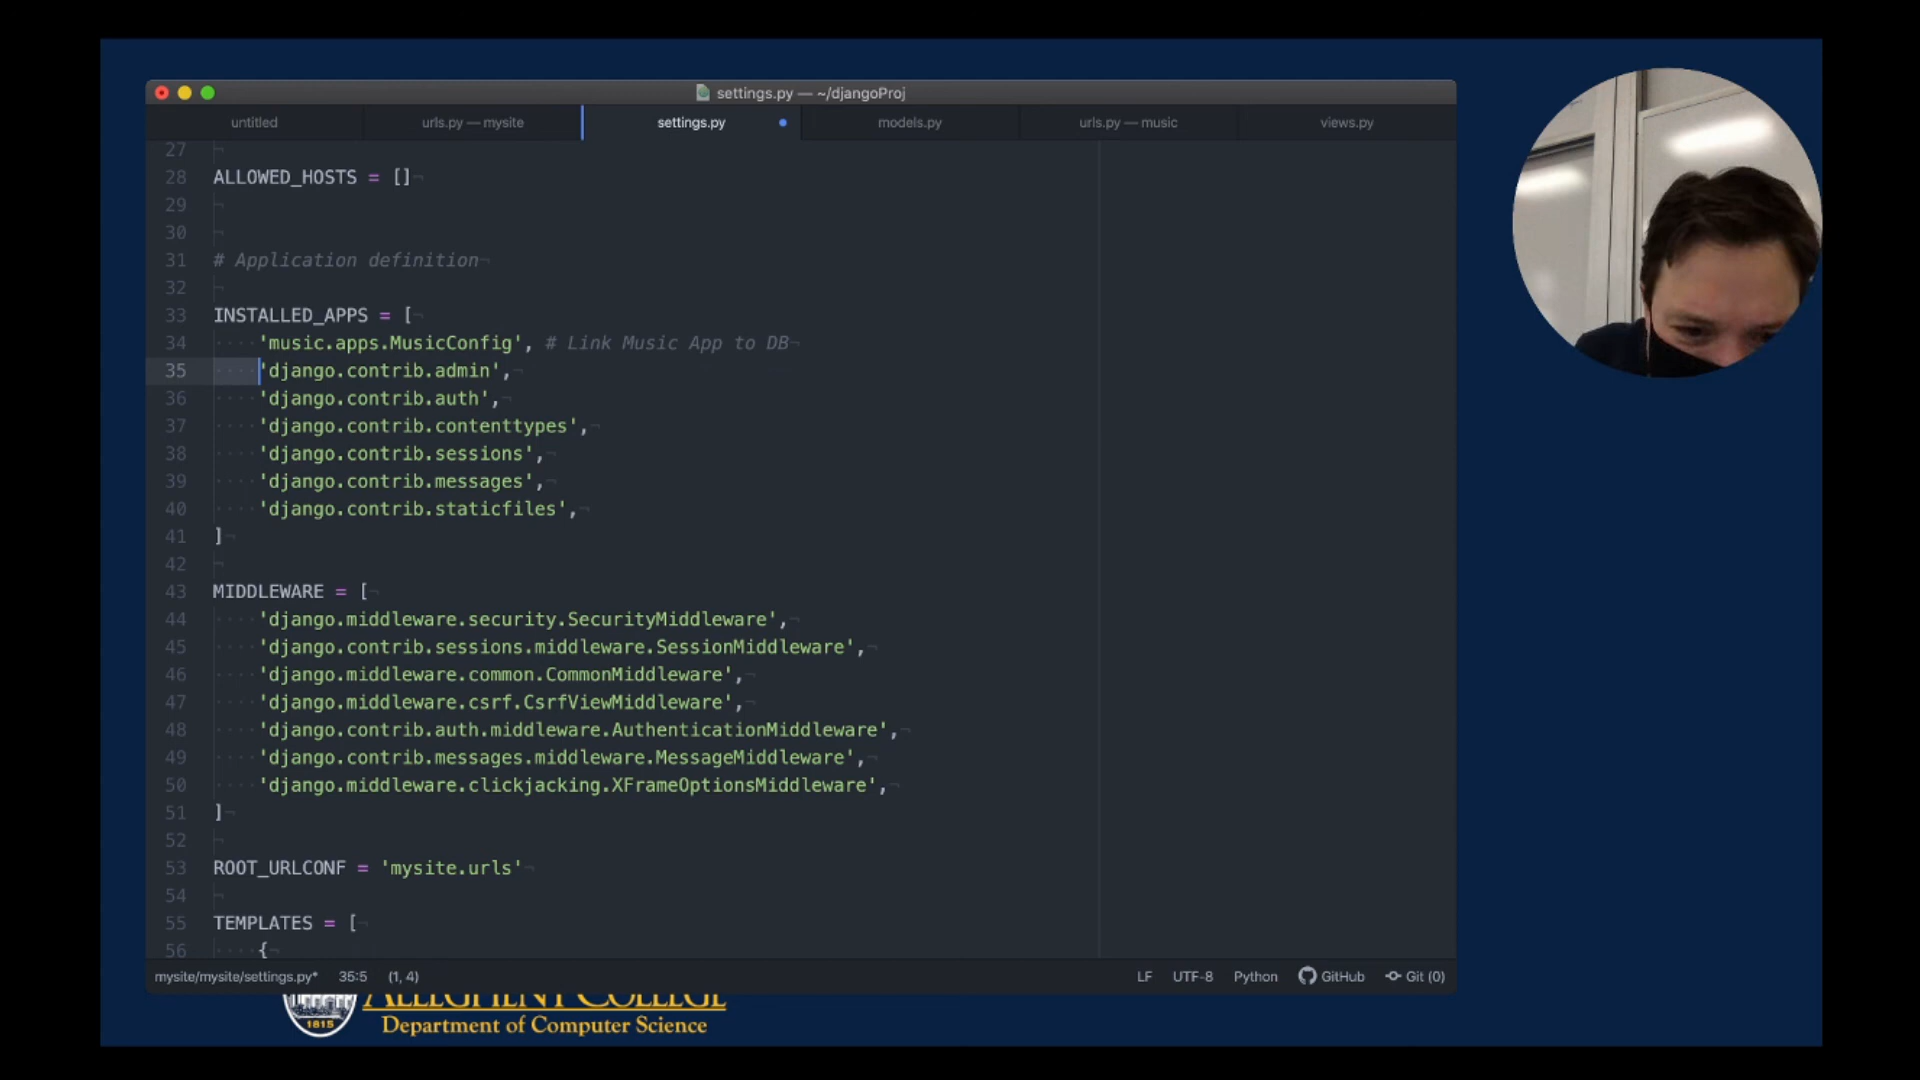 settings.py — ~/djangoProj
untitled
urls.py — mysite
settings.py
models.py
urls.py — music
views.py
27
28 ALLOWED_HOSTS = []
29
30
31 # Application definition
32
33 INSTALLED_APPS = [
34 'music.apps.MusicConfig', # Link Music App to DB
35 'django.contrib.admin',
36 'django.contrib.auth',
37 'django.contrib.contenttypes',
38 'django.contrib.sessions',
39 'django.contrib.messages',
40 'django.contrib.staticfiles',
41 ]
42
43 MIDDLEWARE = [
44 'django.middleware.security.SecurityMiddleware',
45 'django.contrib.sessions.middleware.SessionMiddleware',
46 'django.middleware.common.CommonMiddleware',
47 'django.middleware.csrf.CsrfViewMiddleware',
48 'django.contrib.auth.middleware.AuthenticationMiddleware',
49 'django.contrib.messages.middleware.MessageMiddleware',
50 'django.middleware.clickjacking.XFrameOptionsMiddleware',
51 ]
52
53 ROOT_URLCONF = 'mysite.urls'
54
55 TEMPLATES = [
56 {
mysite/mysite/settings.py* 35:5 (1, 4) LF UTF-8 Python GitHub Git (0)
ALLEGHENY COLLEGE
1815
Department of Computer Science